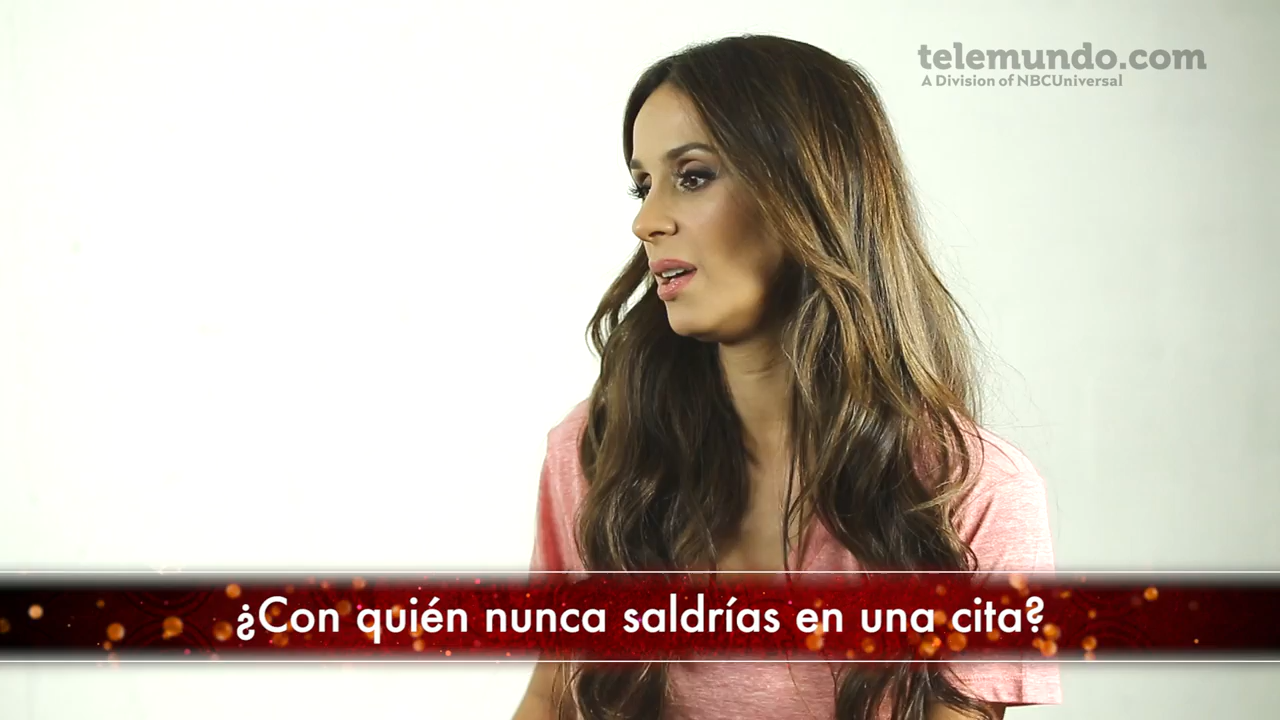 telemundo.com
A Division of NBCUniversal
¿Con quién nunca saldrías en una cita?